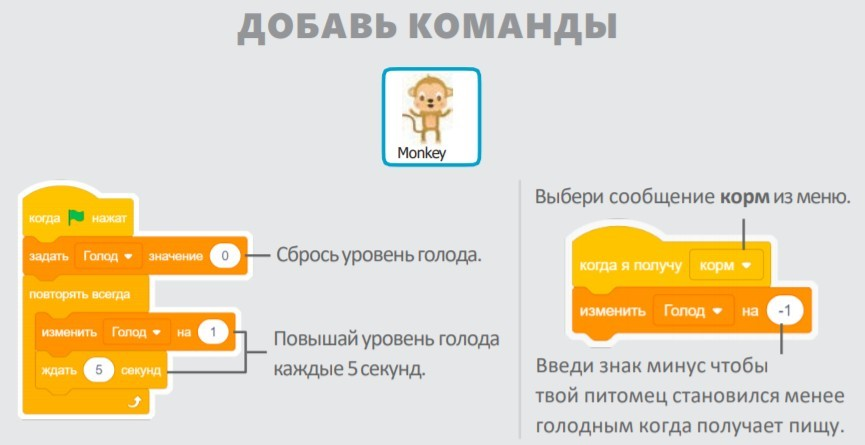 ДОБАВЬ КОМАНДЫ
Monkey
когда нажат
задать Голод значение 0
Сбрось уровень голода.
повторять всегда
изменить Голод на 1
ждать 5 секунд
Повышай уровень голода
каждые 5 секунд.
Выбери сообщение корм из меню.
когда я получу корм
изменить Голод на -1
Введи знак минус чтобы
твой питомец становился менее
голодным когда получает пищу.